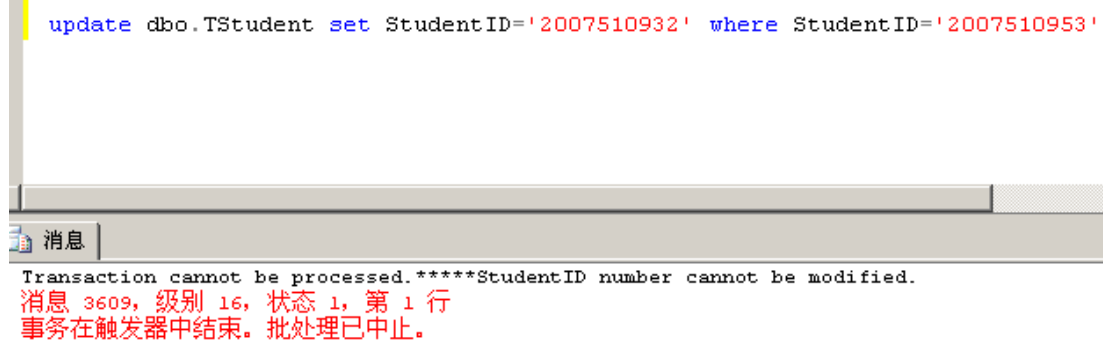 update dbo.TStudent set StudentID='2007510932' where StudentID='2007510953'
消息
Transaction cannot be processed.*****StudentID number cannot be modified.
消息 3609，级别 16，状态 1，第 1 行
事务在触发器中结束。批处理已中止。